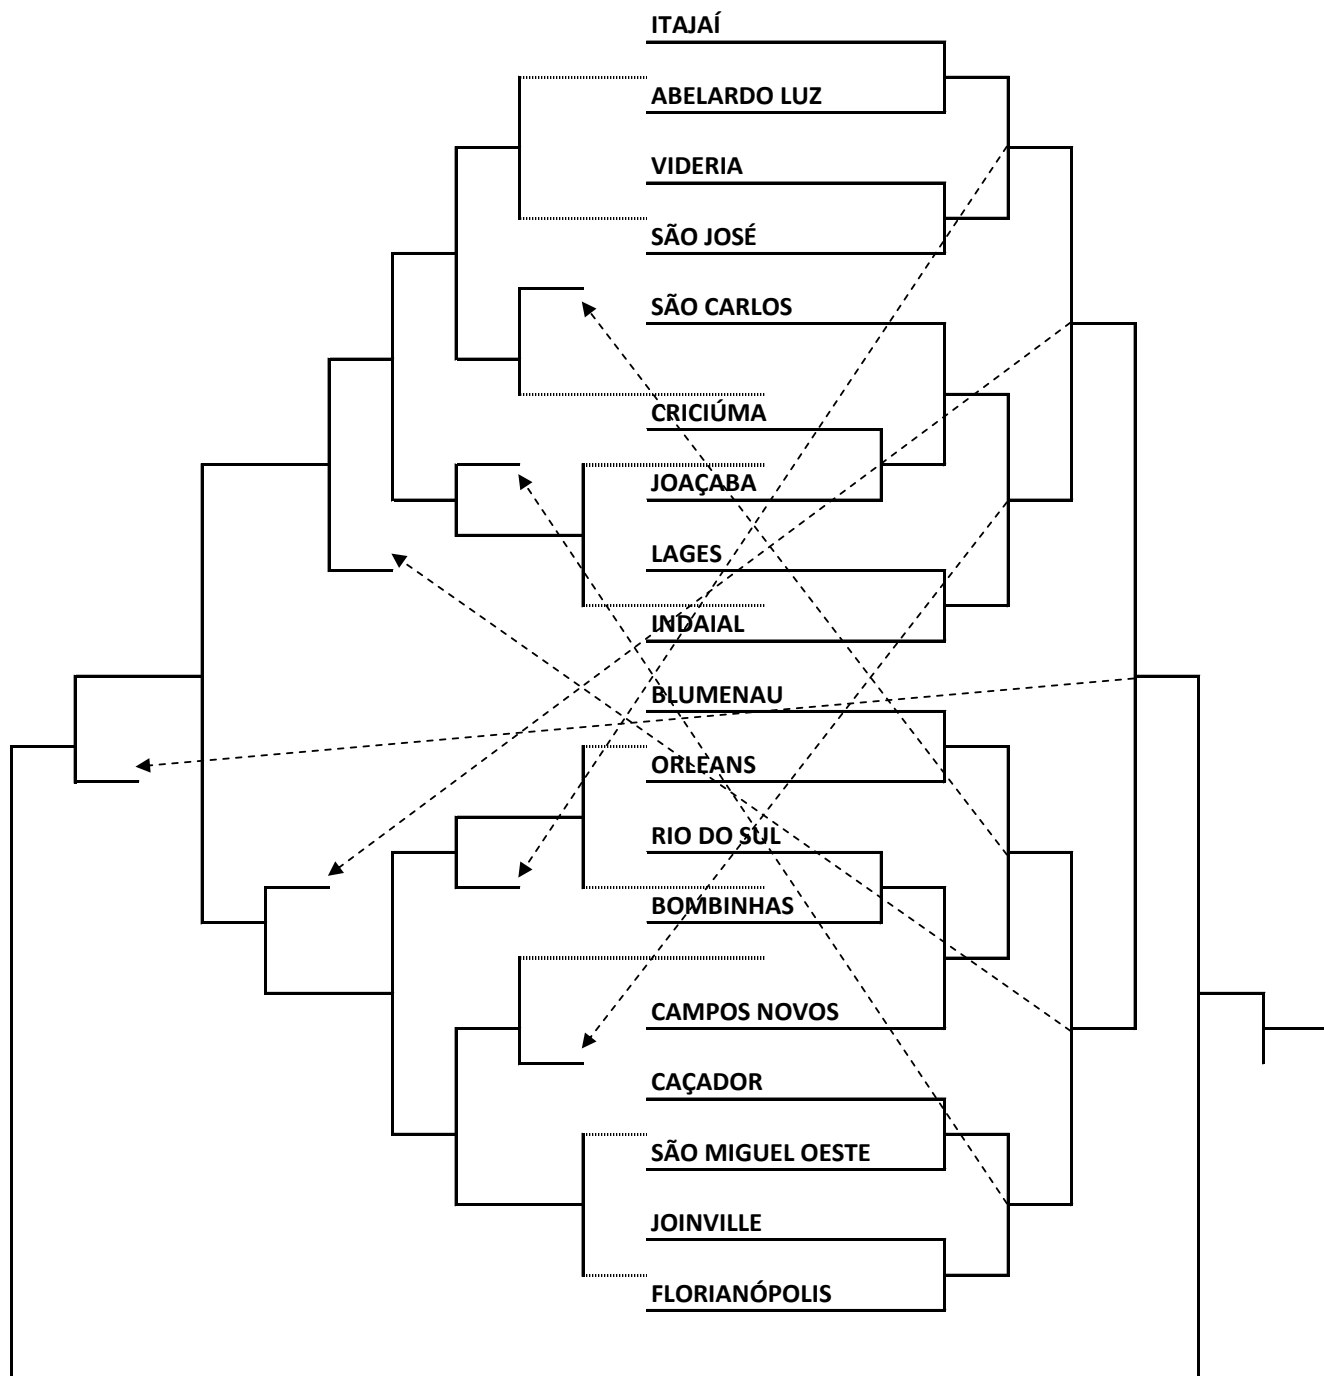 ITAJAÍ
ABELARDO LUZ
VIDERIA
SÃO JOSÉ
SÃO CARLOS
CRICIÚMA
JOAÇABA
LAGES
INDAIAL
BLUMENAU
ORLEANS
RIO DO SUL
BOMBINHAS
CAMPOS NOVOS
CAÇADOR
SÃO MIGUEL OESTE
JOINVILLE
FLORIANÓPOLIS